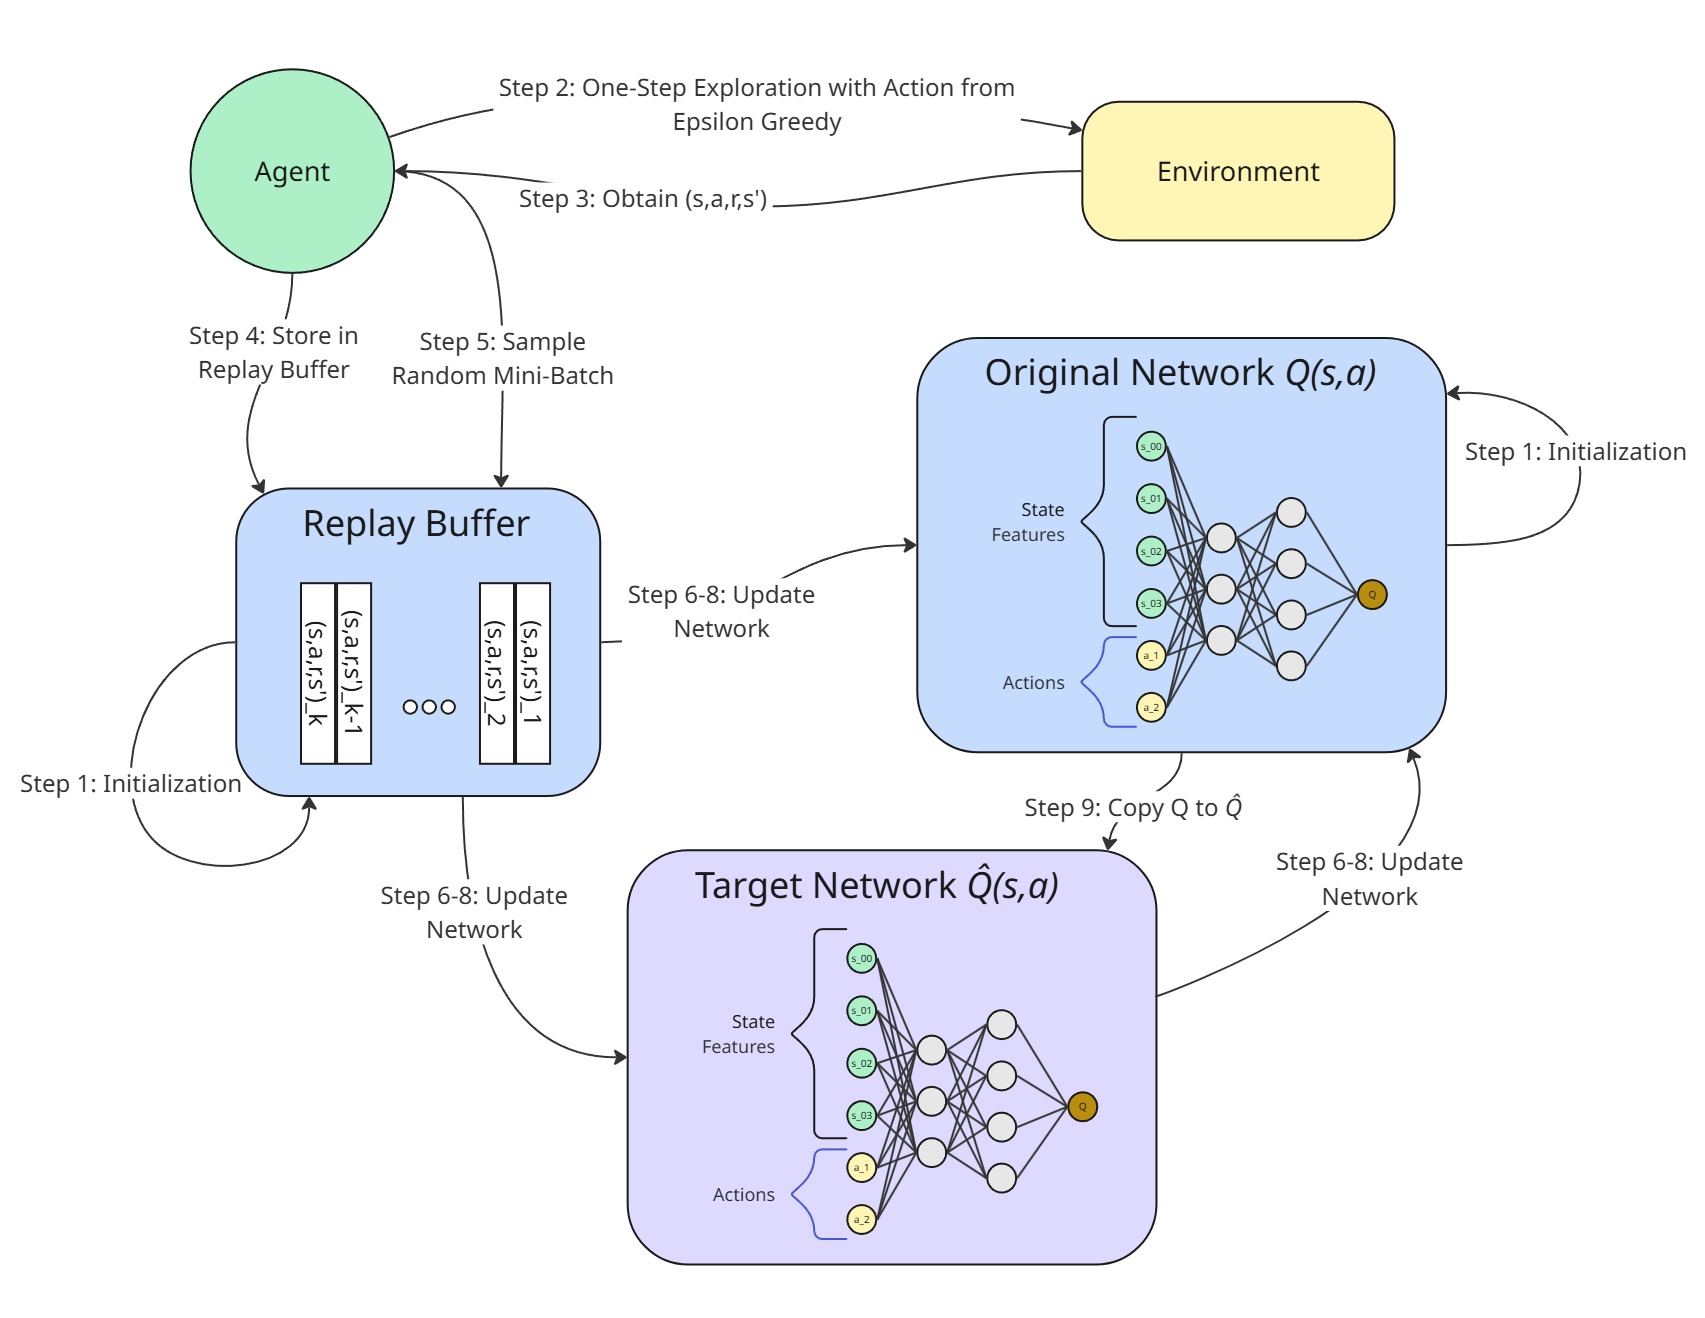 Step 2: One-Step Exploration with Action from
Epsilon Greedy
Agent
Environment
Step 3: Obtain (s,a,r,s')
Step 4: Store in
Replay Buffer
Step 5: Sample
Random Mini-Batch
Original Network Q(s,a)
Step 1: Initialization
s_00
s_01
s_02
s_03
State
Features
a_1
a_2
Actions
Q
Replay Buffer
(s,a,r,s')_k
(s,a,r,s')_k-1
(s,a,r,s')_2
(s,a,r,s')_1
Step 6-8: Update
Network
Step 1: Initialization
Step 9: Copy Q to Q̂
Step 6-8: Update
Network
Step 6-8: Update
Network
Target Network Q̂(s,a)
s_00
s_01
s_02
s_03
State
Features
a_1
a_2
Actions
Q